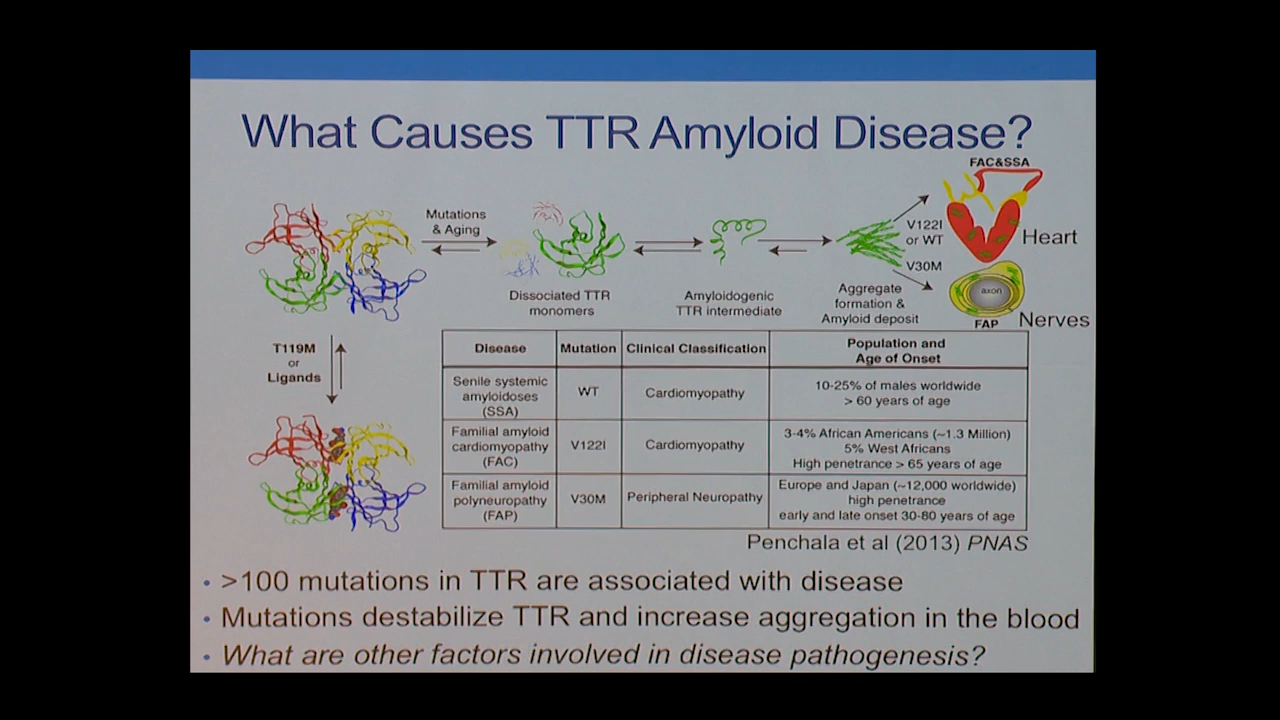 What Causes TTR Amyloid Disease?
FAC&SSA
Mutations
& Aging
V122I
or WT
Heart
V30M
axon
FAP
Nerves
Dissociated TTR
monomers
Amyloidogenic
TTR intermediate
Aggregate
formation &
Amyloid deposit
T119M
or
Ligands
Disease
Mutation
Clinical Classification
Population and
Age of Onset
Senile systemic
amyloidoses
(SSA)
WT
Cardiomyopathy
10-25% of males worldwide
> 60 years of age
Familial amyloid
cardiomyopathy
(FAC)
V122I
Cardiomyopathy
3-4% African Americans (~1.3 Million)
5% West Africans
High penetrance > 65 years of age
Familial amyloid
polyneuropathy
(FAP)
V30M
Peripheral Neuropathy
Europe and Japan (~12,000 worldwide)
high penetrance
early and late onset 30-80 years of age
Penchala et al (2013) PNAS
• >100 mutations in TTR are associated with disease
• Mutations destabilize TTR and increase aggregation in the blood
• What are other factors involved in disease pathogenesis?